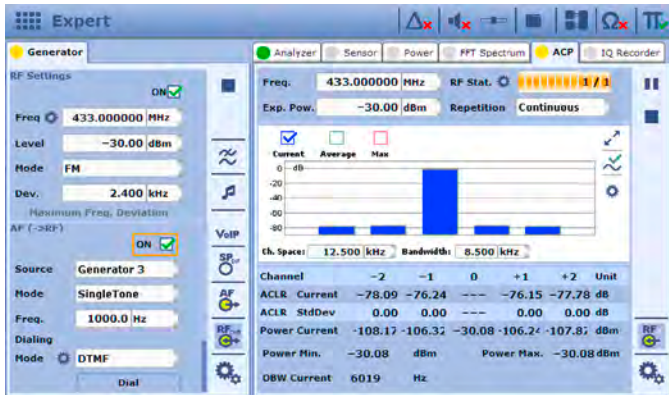 Expert
Generator
RF Settings
ON
Freq 433.000000 MHz
Level -30.00 dBm
Mode FM
Dev. 2.400 kHz
Maximum Freq. Deviation
AF (->RF)
ON
Source Generator 3
Mode SingleTone
Freq. 1000.0 Hz
Dialing
Mode DTMF
Dial
VoIP
AF
RF
Analyzer Sensor Power FFT Spectrum ACP IQ Recorder
Freq. 433.000000 MHz RF Stat. 1 / 1
Exp. Pow. -30.00 dBm Repetition Continuous
Current Average Max
0 dB
-20
-40
-60
-80
Ch. Space: 12.500 kHz Bandwidth: 8.500 kHz
Channel -2 -1 0 +1 +2 Unit
ACLR Current -78.09 -76.24 --- -76.15 -77.78 dB
ACLR StdDev 0.00 0.00 --- 0.00 0.00 dB
Power Current -108.17 -106.32 -30.08 -106.24 -107.87 dBm
Power Min. -30.08 dBm Power Max. -30.08 dBm
OBW Current 6019 Hz
RF